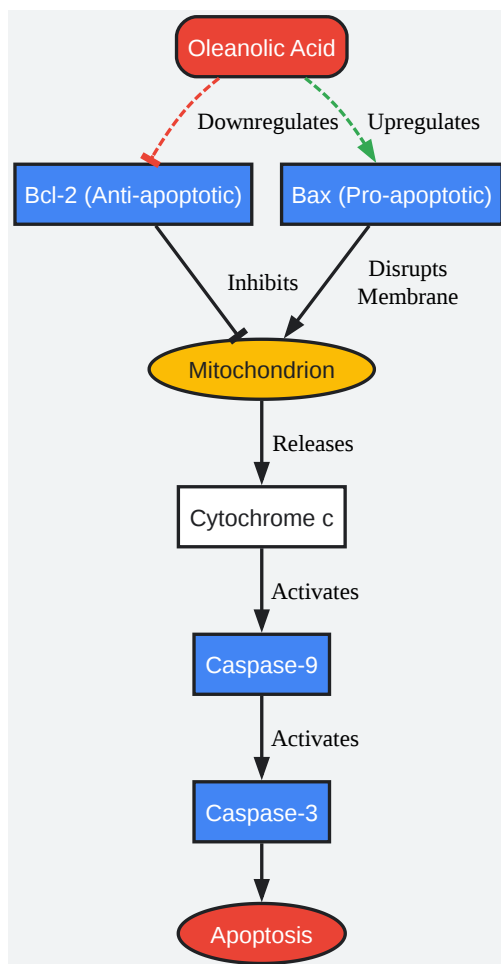 Oleanolic Acid
Downregulates
Upregulates
Bcl-2 (Anti-apoptotic)
Bax (Pro-apoptotic)
Inhibits
Disrupts
Membrane
Mitochondrion
Releases
Cytochrome c
Activates
Caspase-9
Activates
Caspase-3
Apoptosis